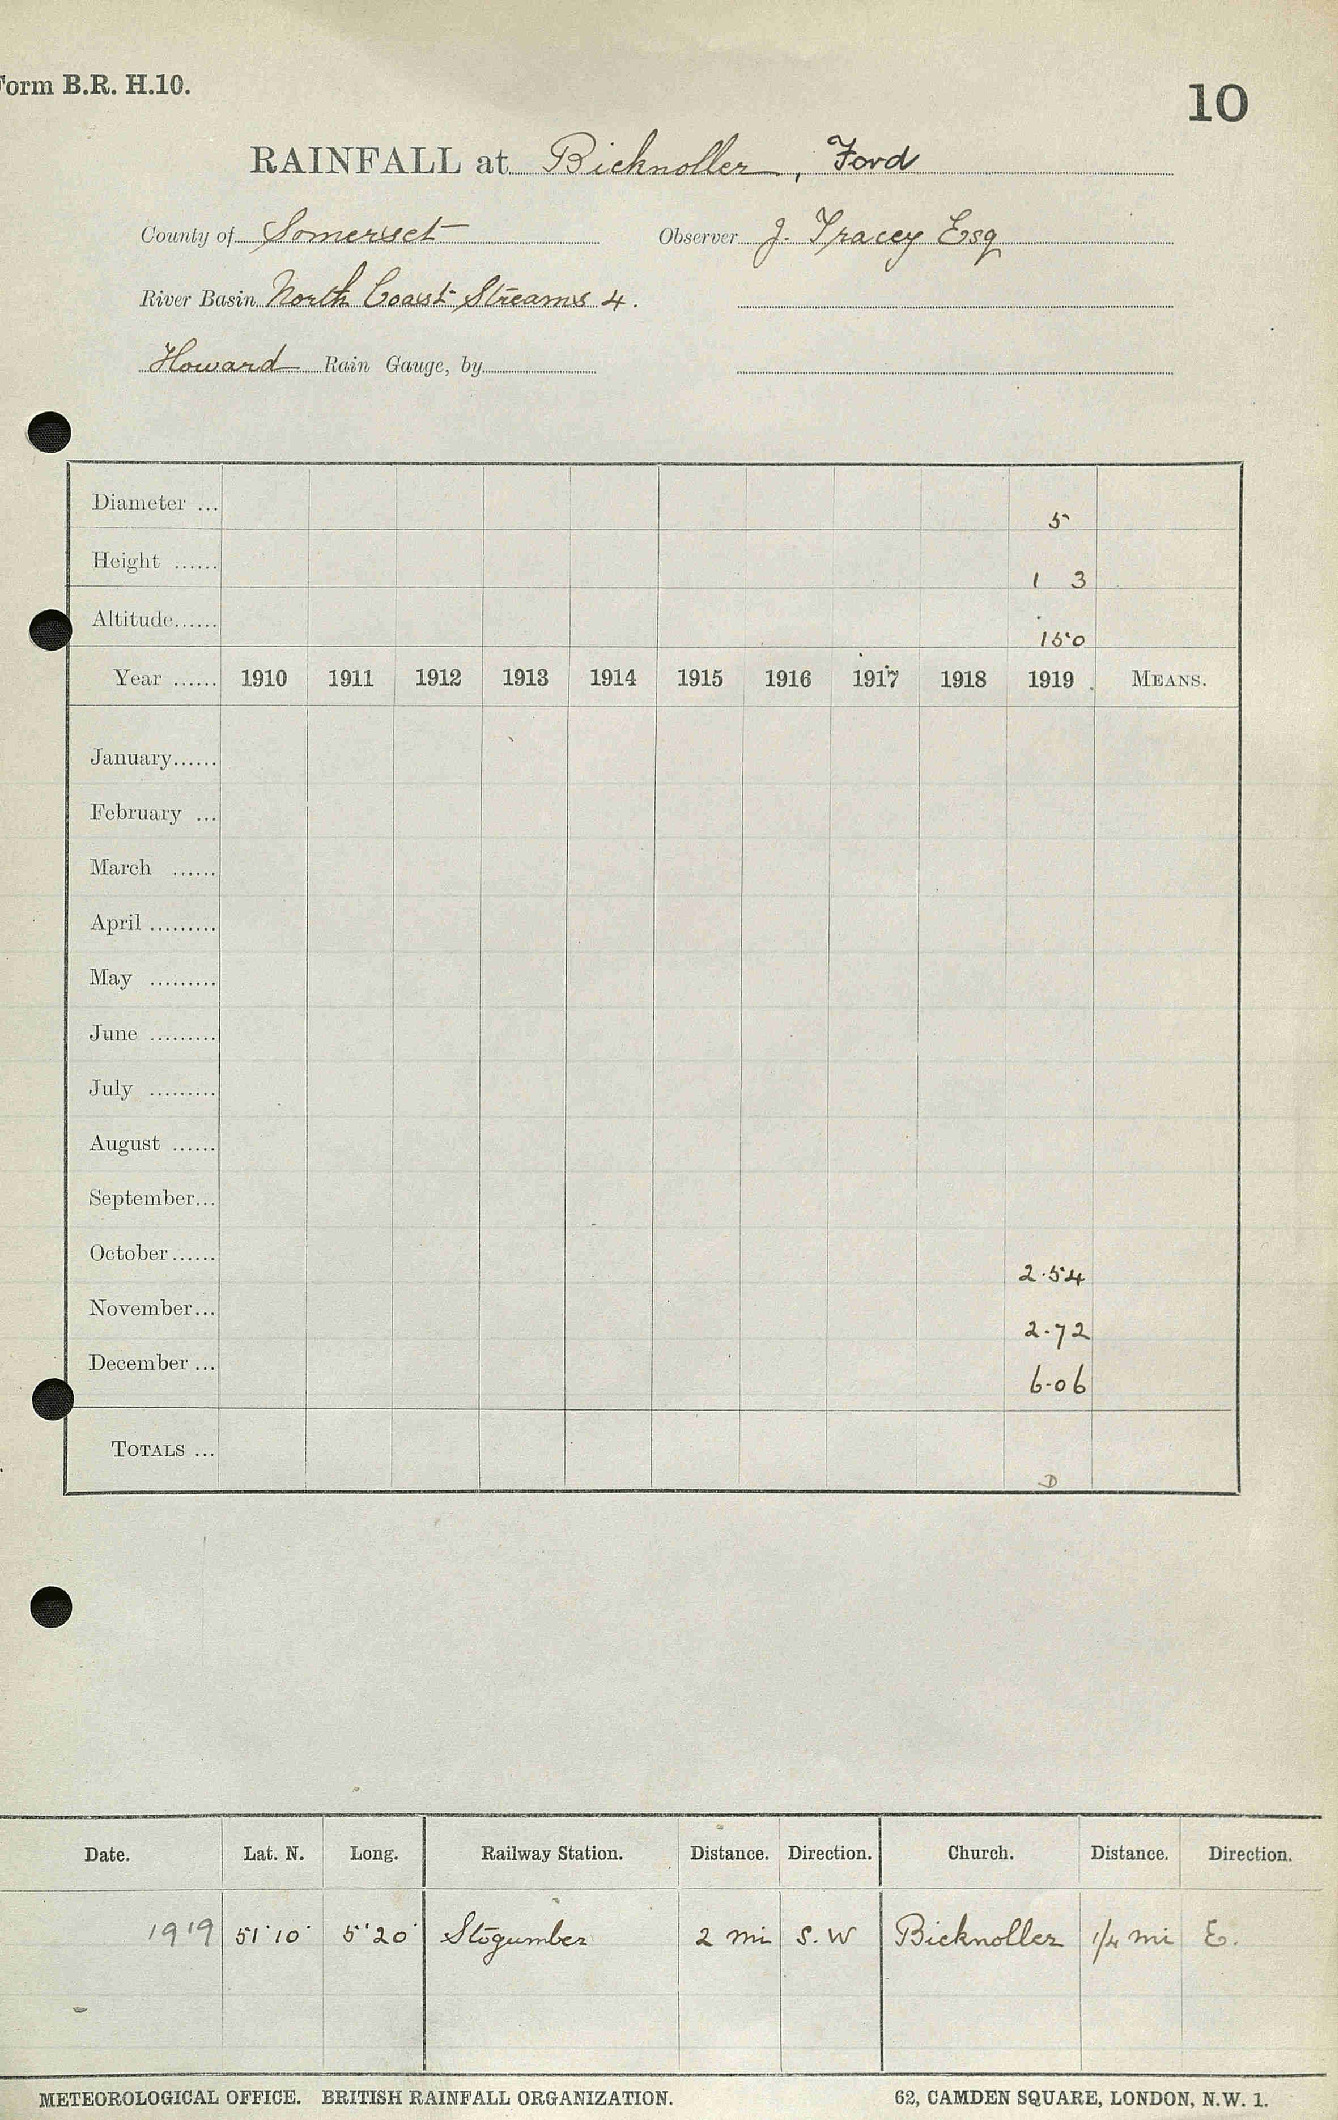 Form B.R. H.10.
10
RAINFALL at Bicknoller, Ford
County of Somerset Observer J. Tracey Esq
River Basin North Coast Streams 4.
Howard Rain Gauge, by
Diameter ... 5
Height ...... 1 3
Altitude...... 150
Year ...... 1910 1911 1912 1913 1914 1915 1916 1917 1918 1919 MEANS.
January......
February ...
March ......
April .........
May .........
June .........
July .........
August ......
September...
October...... 2.54
November... 2.72
December ... 6.06
TOTALS ... D
Date. Lat. N. Long. Railway Station. Distance. Direction. Church. Distance. Direction.
1919 51°10' 5'20' Stogumber 2 mi S.W Bicknoller 1/4 mi E.
METEOROLOGICAL OFFICE. BRITISH RAINFALL ORGANIZATION. 62, CAMDEN SQUARE, LONDON, N.W. 1.